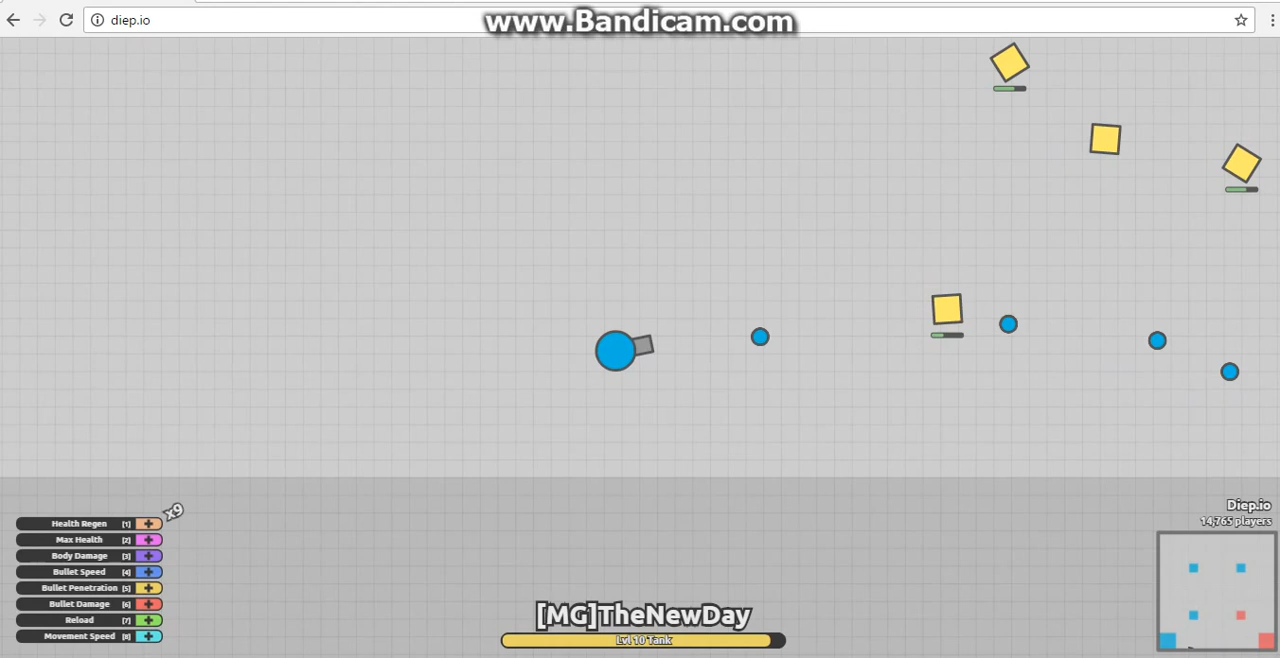 diep.io
www.Bandicam.com
x9
Health Regen [1]
Max Health [2]
Body Damage [3]
Bullet Speed [4]
Bullet Penetration [5]
Bullet Damage [6]
Reload [7]
Movement Speed [8]
[MG]TheNewDay
Lvl 10 Tank
Diep.io
14,765 players